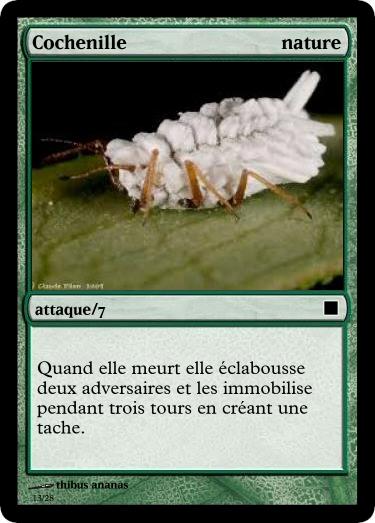 Cochenille nature
attaque/7
Quand elle meurt elle éclabousse
deux adversaires et les immobilise
pendant trois tours en créant une
tache.
thibus ananas
13/28